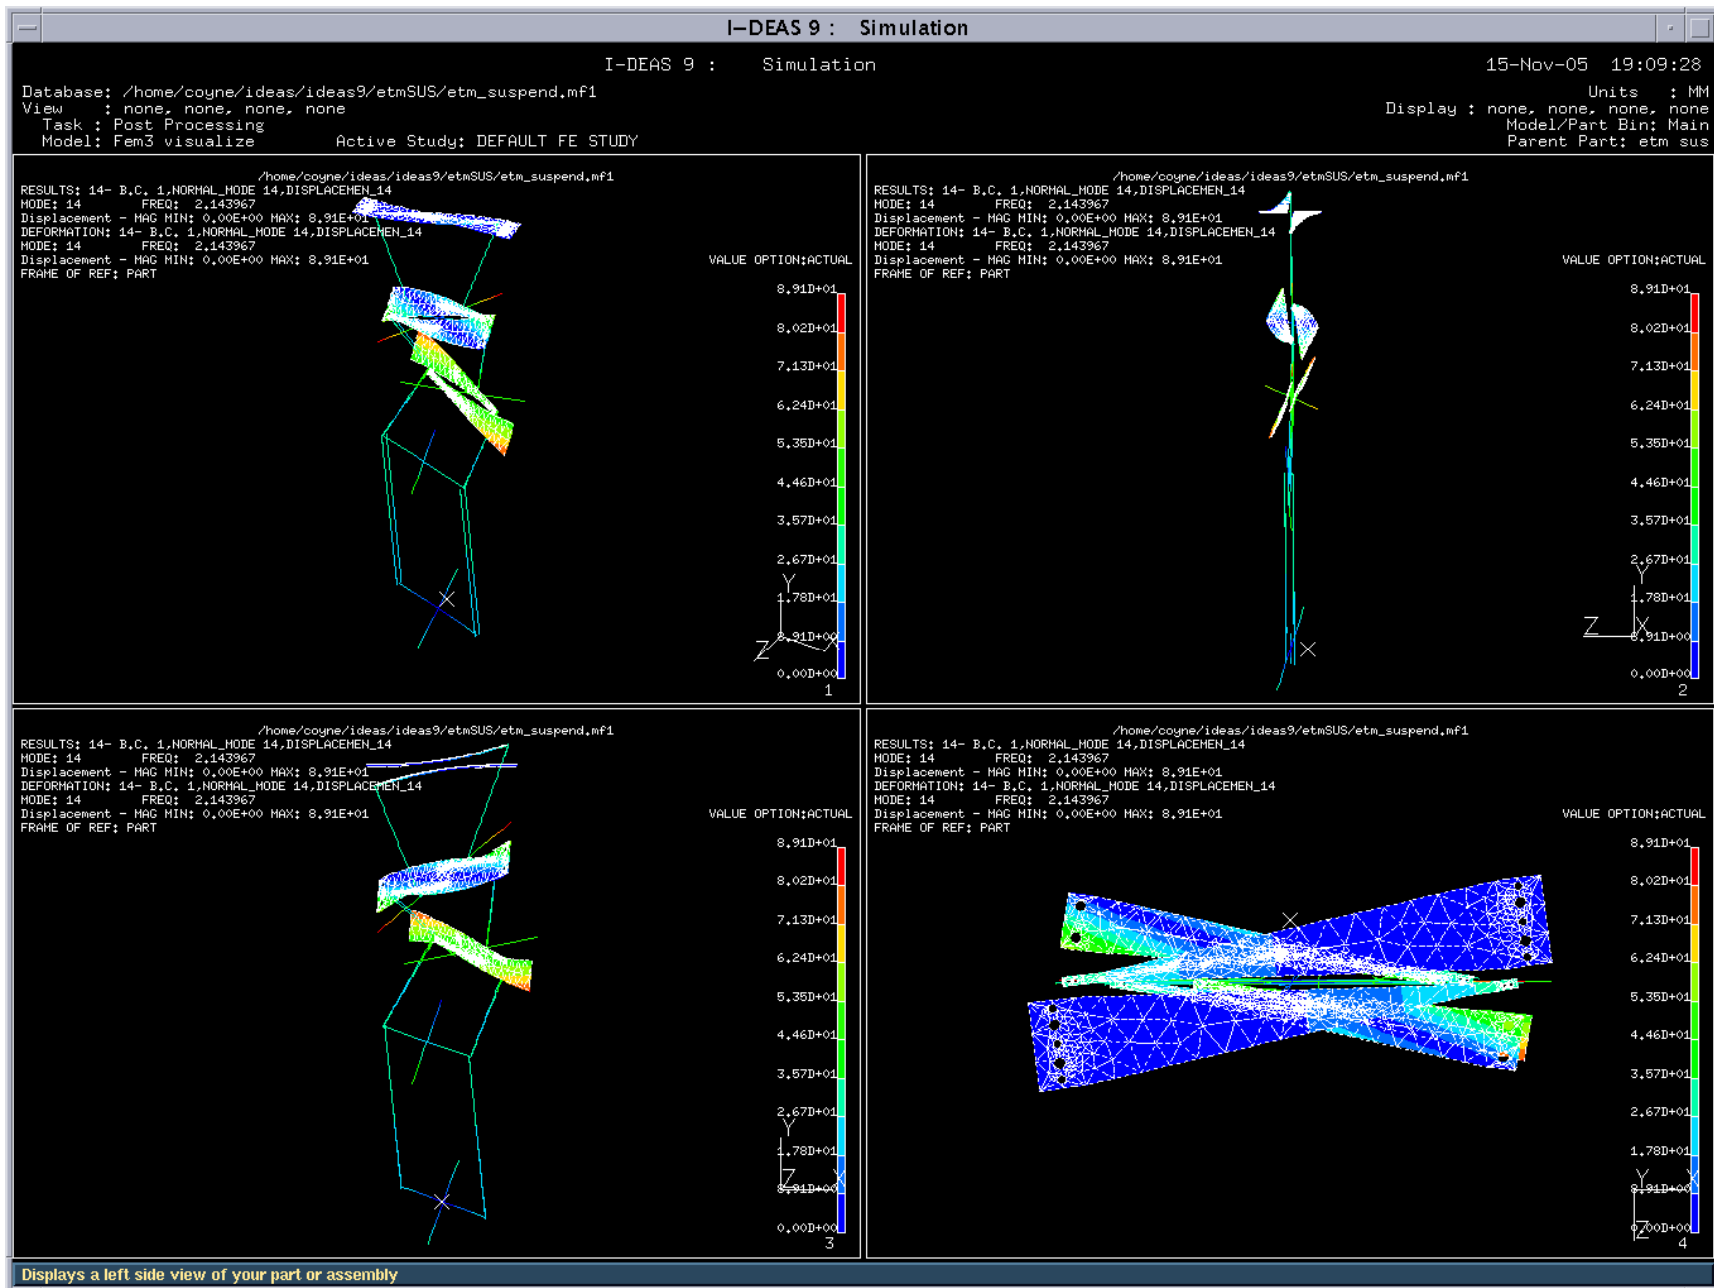 I-DEAS 9 :   Simulation
I-DEAS 9 :    Simulation    15-Nov-05  19:09:28
Database: /home/coyne/ideas/ideas9/etmSUS/etm_suspend.mf1    Units   : MM
View    : none, none, none, none    Display : none, none, none, none
Task : Post Processing    Model/Part Bin: Main
Model: Fem3 visualize    Active Study: DEFAULT FE STUDY    Parent Part: etm sus
/home/coyne/ideas/ideas9/etmSUS/etm_suspend.mf1
RESULTS: 14- B.C. 1,NORMAL_MODE 14,DISPLACEMEN_14
MODE: 14    FREQ:  2.143967
Displacement - MAG MIN: 0.00E+00 MAX: 8.91E+01
DEFORMATION: 14- B.C. 1,NORMAL_MODE 14,DISPLACEMEN_14
MODE: 14    FREQ:  2.143967
Displacement - MAG MIN: 0.00E+00 MAX: 8.91E+01
FRAME OF REF: PART
VALUE OPTION:ACTUAL
8.91D+01
8.02D+01
7.13D+01
6.24D+01
5.35D+01
4.46D+01
3.57D+01
2.67D+01
1.78D+01
8.91D+00
0.00D+00
Y
Z
X
1
/home/coyne/ideas/ideas9/etmSUS/etm_suspend.mf1
RESULTS: 14- B.C. 1,NORMAL_MODE 14,DISPLACEMEN_14
MODE: 14    FREQ:  2.143967
Displacement - MAG MIN: 0.00E+00 MAX: 8.91E+01
DEFORMATION: 14- B.C. 1,NORMAL_MODE 14,DISPLACEMEN_14
MODE: 14    FREQ:  2.143967
Displacement - MAG MIN: 0.00E+00 MAX: 8.91E+01
FRAME OF REF: PART
VALUE OPTION:ACTUAL
8.91D+01
8.02D+01
7.13D+01
6.24D+01
5.35D+01
4.46D+01
3.57D+01
2.67D+01
1.78D+01
8.91D+00
0.00D+00
Y
Z
X
2
/home/coyne/ideas/ideas9/etmSUS/etm_suspend.mf1
RESULTS: 14- B.C. 1,NORMAL_MODE 14,DISPLACEMEN_14
MODE: 14    FREQ:  2.143967
Displacement - MAG MIN: 0.00E+00 MAX: 8.91E+01
DEFORMATION: 14- B.C. 1,NORMAL_MODE 14,DISPLACEMEN_14
MODE: 14    FREQ:  2.143967
Displacement - MAG MIN: 0.00E+00 MAX: 8.91E+01
FRAME OF REF: PART
VALUE OPTION:ACTUAL
8.91D+01
8.02D+01
7.13D+01
6.24D+01
5.35D+01
4.46D+01
3.57D+01
2.67D+01
1.78D+01
8.91D+00
0.00D+00
Y
Z
X
3
/home/coyne/ideas/ideas9/etmSUS/etm_suspend.mf1
RESULTS: 14- B.C. 1,NORMAL_MODE 14,DISPLACEMEN_14
MODE: 14    FREQ:  2.143967
Displacement - MAG MIN: 0.00E+00 MAX: 8.91E+01
DEFORMATION: 14- B.C. 1,NORMAL_MODE 14,DISPLACEMEN_14
MODE: 14    FREQ:  2.143967
Displacement - MAG MIN: 0.00E+00 MAX: 8.91E+01
FRAME OF REF: PART
VALUE OPTION:ACTUAL
8.91D+01
8.02D+01
7.13D+01
6.24D+01
5.35D+01
4.46D+01
3.57D+01
2.67D+01
1.78D+01
8.91D+00
0.00D+00
Y
X
Z
4
Displays a left side view of your part or assembly